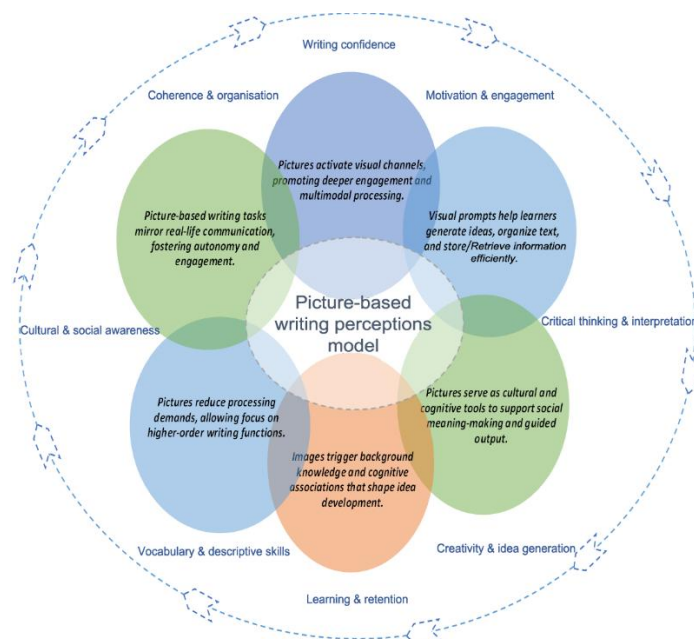 Writing confidence
Coherence & organisation
Motivation & engagement
Pictures activate visual channels,
promoting deeper engagement and
multimodal processing.
Picture-based writing tasks
mirror real-life communication,
fostering autonomy and
engagement.
Visual prompts help learners
generate ideas, organize text,
and store/Retrieve information
efficiently.
Picture-based
writing perceptions
model
Cultural & social awareness
Critical thinking & interpretation
Pictures reduce processing
demands, allowing focus on
higher-order writing functions.
Images trigger background
knowledge and cognitive
associations that shape idea
development.
Pictures serve as cultural and
cognitive tools to support social
meaning-making and guided
output.
Vocabulary & descriptive skills
Creativity & idea generation
Learning & retention